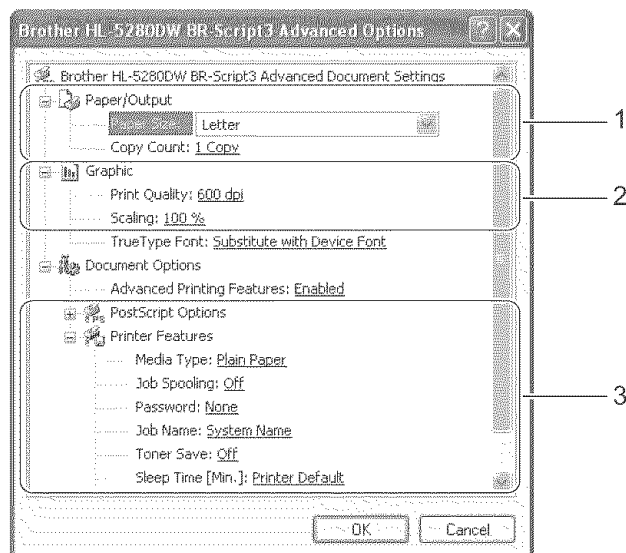 Brother HL-5280DW BR-Script3 Advanced Options
Brother HL-5280DW BR-Script3 Advanced Document Settings
Paper/Output
Letter
Copy Count: 1 Copy
1
Graphic
Print Quality: 600 dpi
2
Scaling: 100 %
TrueType Font: Substitute with Device Font
Document Options
Advanced Printing Features: Enabled
PostScript Options
Printer Features
Media Type: Plain Paper
Job Spooling: Off
3
Password: None
Job Name: System Name
Toner Save: Off
Sleep Time [Min.]: Printer Default
OK
Cancel